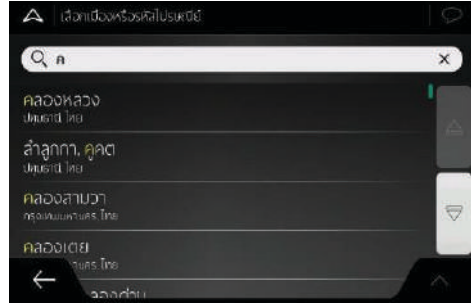 เลือกเมืองหรือรหัสไปรษณีย์
ค
คลองหลวง
ปทุมธานี, ไทย
ลำลูกกา, คูคต
ปทุมธานี, ไทย
คลองสามวา
กรุงเทพมหานคร, ไทย
คลองเตย
ไทย